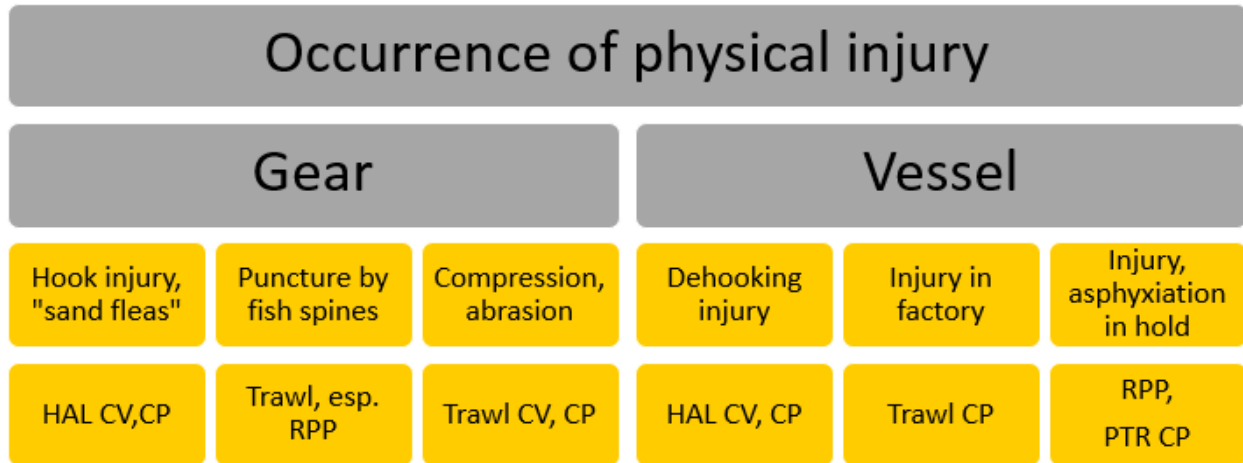 Occurrence of physical injury
Gear
Vessel
Hook injury,
"sand fleas"
Puncture by
fish spines
Compression,
abrasion
Dehooking
injury
Injury in
factory
Injury,
asphyxiation
in hold
HAL CV,CP
Trawl, esp.
RPP
Trawl CV, CP
HAL CV, CP
Trawl CP
RPP,
PTR CP